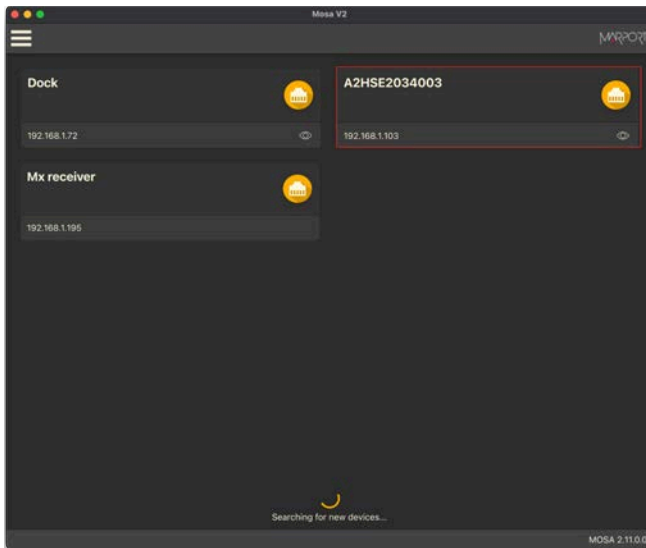 Mosa V2
MARPORT
Dock
192.168.1.72
A2HSE2034003
192.168.1.103
Mx receiver
192.168.1.195
Searching for new devices...
MOSA 2.11.0.0